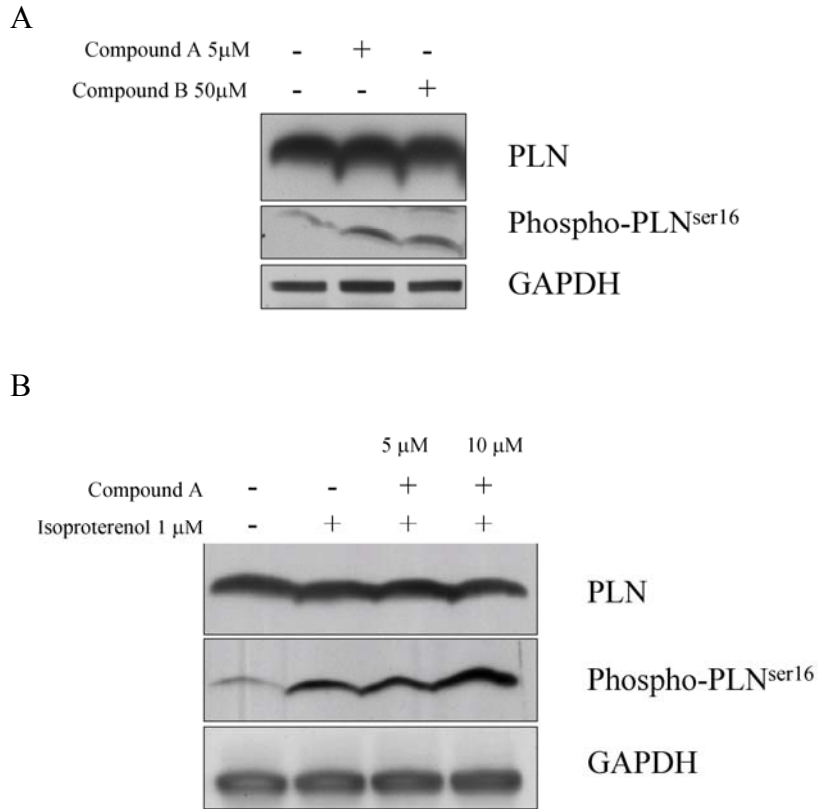 A
Compound A 5μM - + -
Compound B 50μM - - +
PLN
Phospho-PLNser16
GAPDH
B
5 μM 10 μM
Compound A - - + +
Isoproterenol 1 μM - + + +
PLN
Phospho-PLNser16
GAPDH